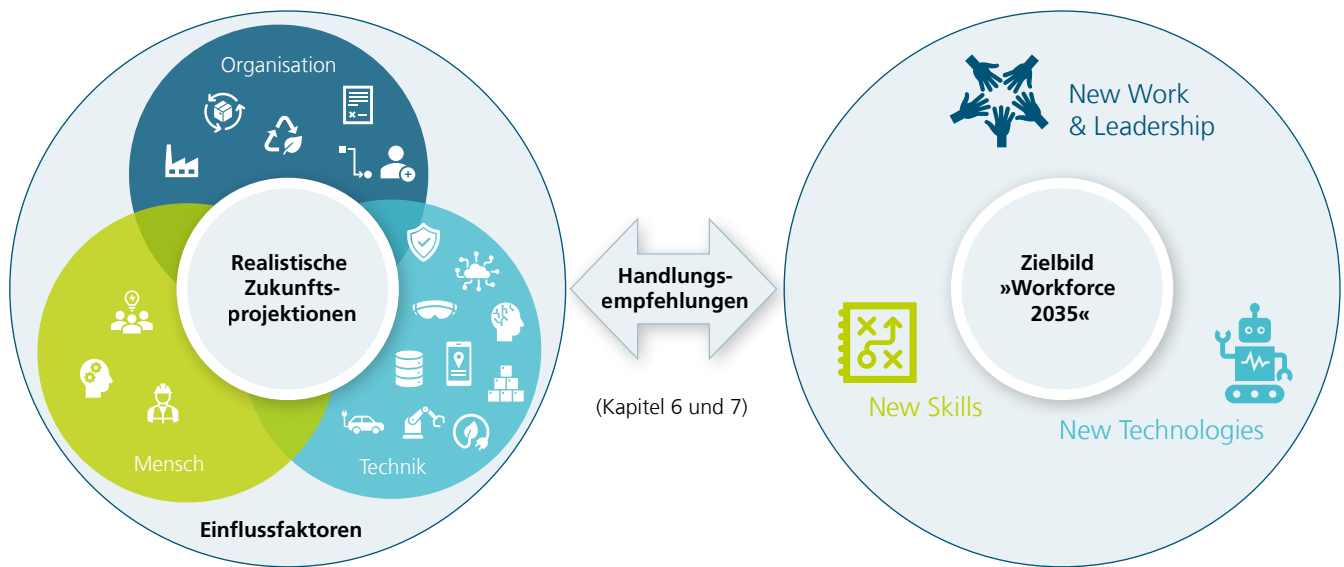 Organisation
Realistische
Zukunfts-
projektionen
Mensch
Technik
Einflussfaktoren
Handlungs-
empfehlungen
(Kapitel 6 und 7)
New Work
& Leadership
Zielbild
»Workforce
2035«
New Skills
New Technologies